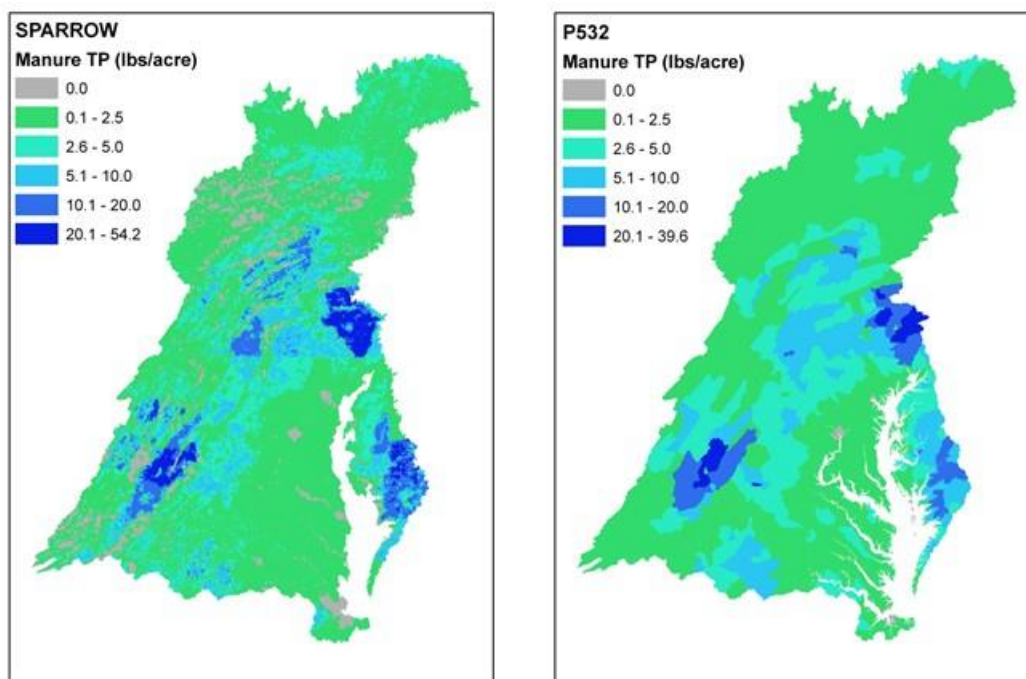 SPARROW
Manure TP (lbs/acre)
0.0
0.1 - 2.5
2.6 - 5.0
5.1 - 10.0
10.1 - 20.0
20.1 - 54.2
P532
Manure TP (lbs/acre)
0.0
0.1 - 2.5
2.6 - 5.0
5.1 - 10.0
10.1 - 20.0
20.1 - 39.6